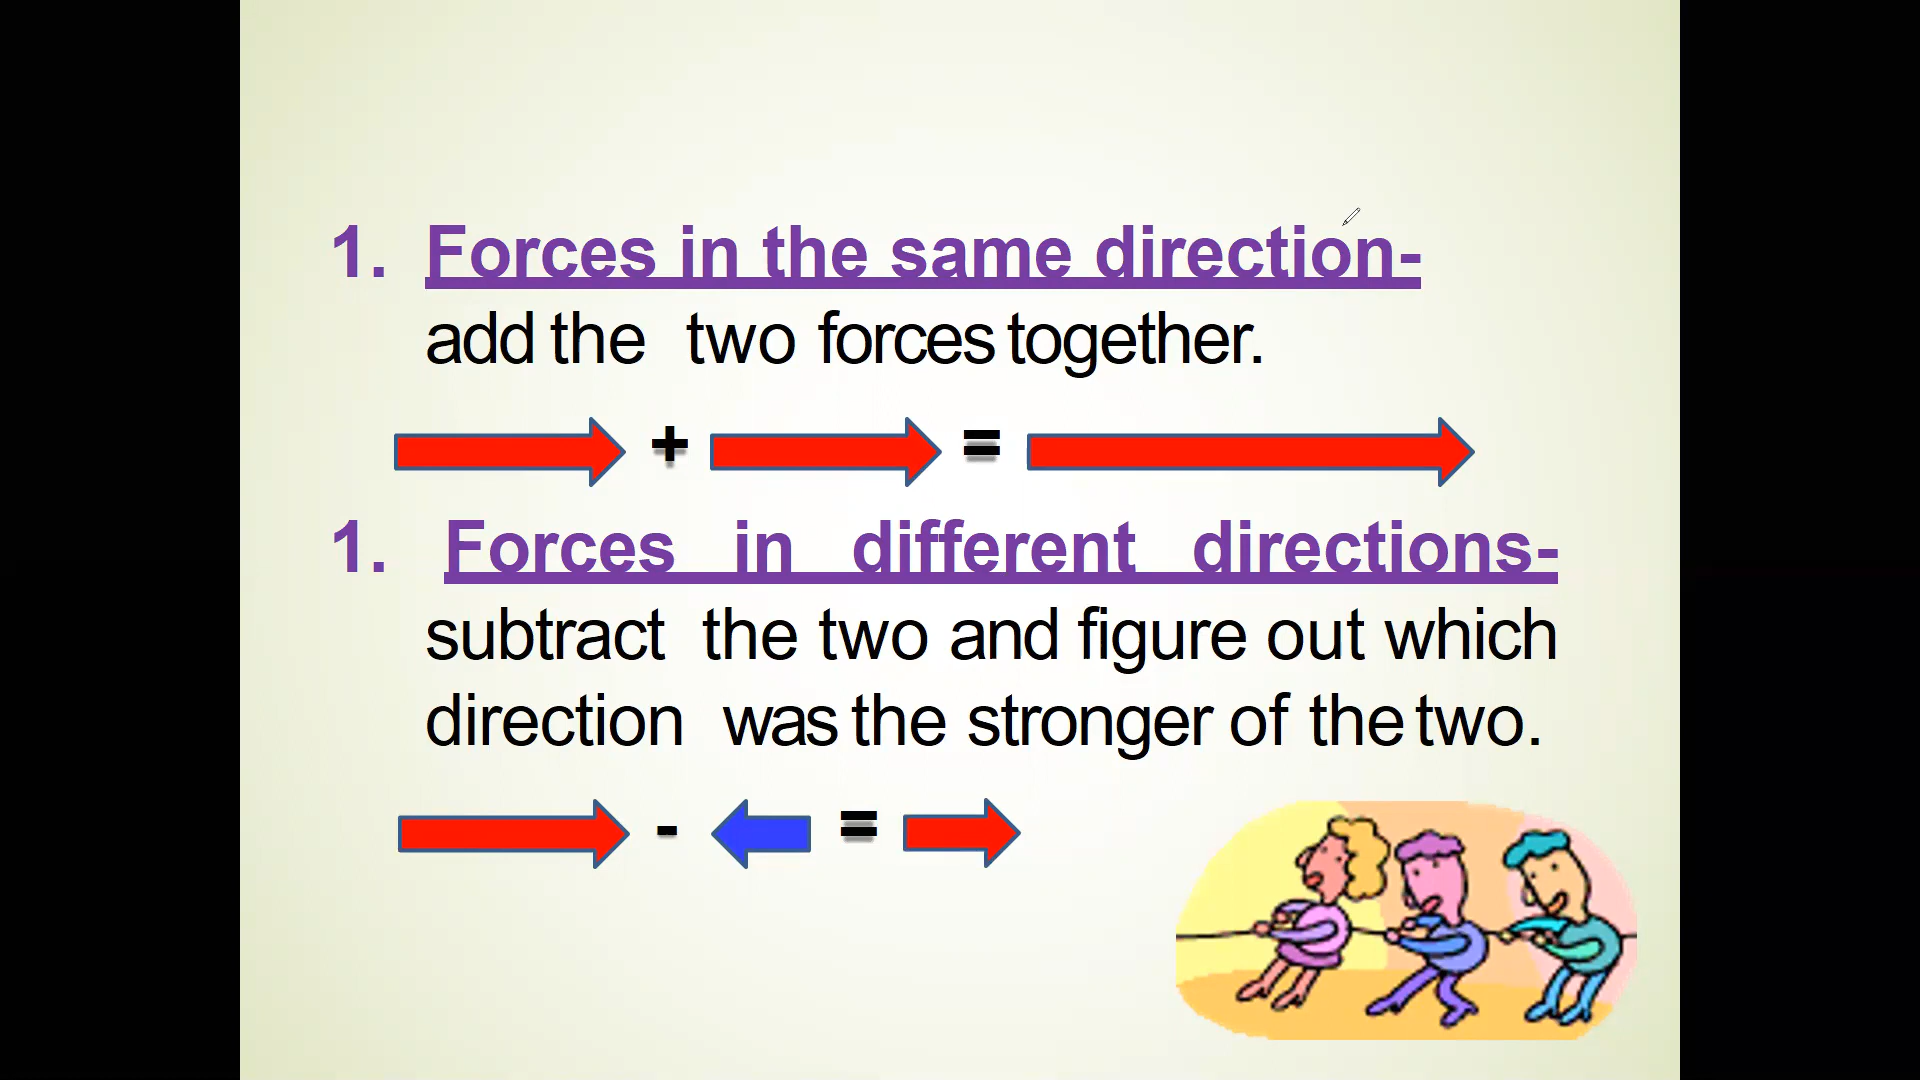 1. Forces in the same direction-
add the two forces together.
+ =
1. Forces in different directions-
subtract the two and figure out which
direction was the stronger of the two.
- =